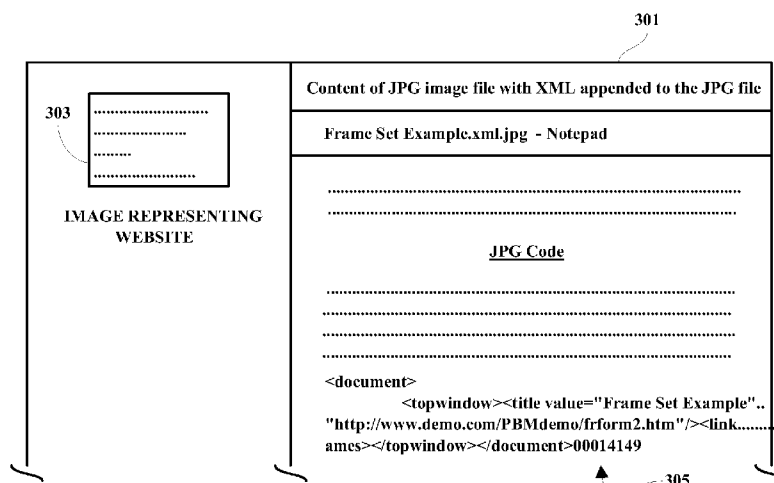 301
Content of JPG image file with XML appended to the JPG file
303
Frame Set Example.xml.jpg - Notepad
IMAGE REPRESENTING
WEBSITE
JPG Code
<document>
<topwindow><title value="Frame Set Example"..
"http://www.demo.com/PBMdemo/frform2.htm"/><link.........
ames></topwindow></document>00014149
305